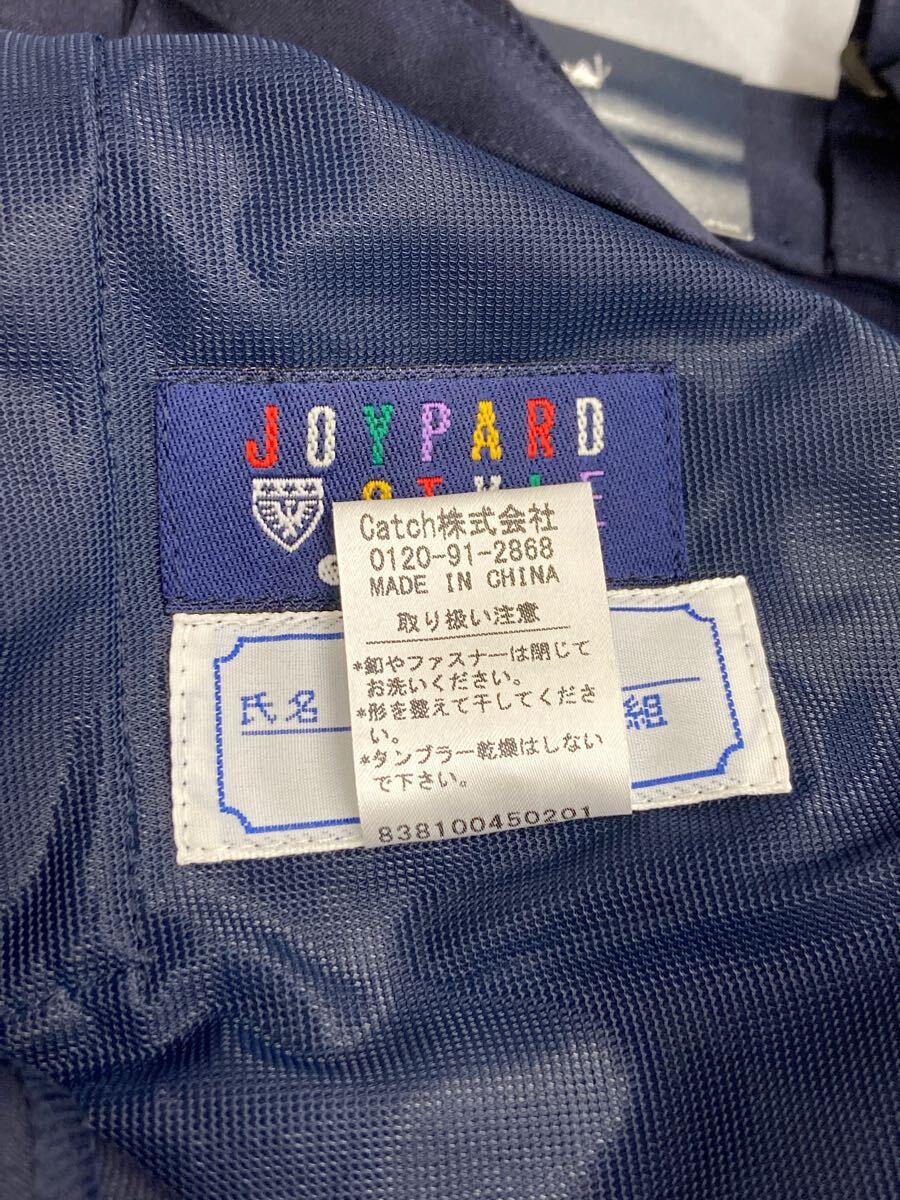 JOYPARD
Catch株式会社
0120-91-2868
MADE IN CHINA
取り扱い注意
*釦やファスナーは閉じて
お洗いください。
*形を整えて干してくださ
い。
*タンブラー乾燥はしない
で下さい。
838100450201
氏名
組